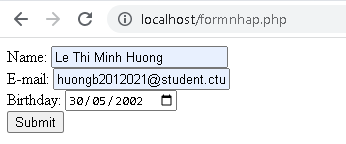 localhost/formnhap.php
Name: Le Thi Minh Huong
E-mail: huongb2012021@student.ctu
Birthday: 30/05/2002
Submit